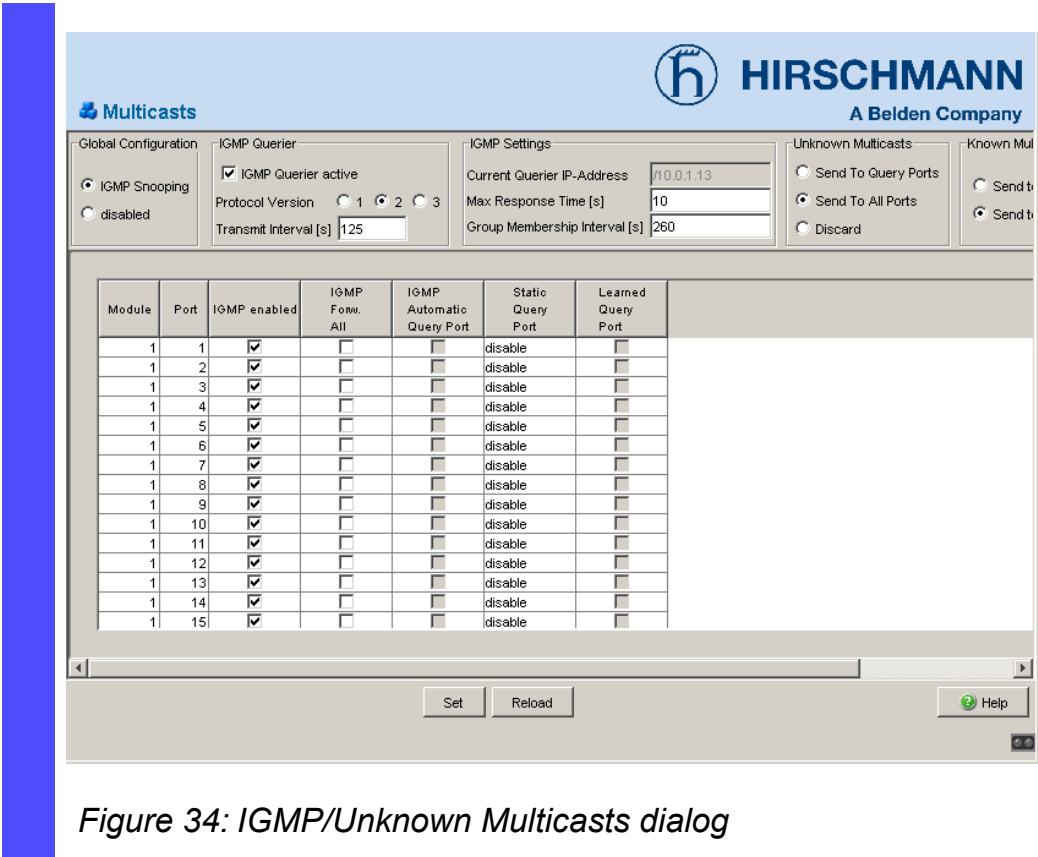 HIRSCHMANN
A Belden Company
Multicasts
Global Configuration
IGMP Snooping
disabled
IGMP Querier
IGMP Querier active
Protocol Version 1 2 3
Transmit Interval [s] 125
IGMP Settings
Current Querier IP-Address /10.0.1.13
Max Response Time [s] 10
Group Membership Interval [s] 260
Unknown Multicasts
Send To Query Ports
Send To All Ports
Discard
Known Mul
Send t
Send t
Module Port IGMP enabled IGMP Forw. All IGMP Automatic Query Port Static Query Port Learned Query Port
1 1 disable
1 2 disable
1 3 disable
1 4 disable
1 5 disable
1 6 disable
1 7 disable
1 8 disable
1 9 disable
1 10 disable
1 11 disable
1 12 disable
1 13 disable
1 14 disable
1 15 disable
Set Reload Help
Figure 34: IGMP/Unknown Multicasts dialog